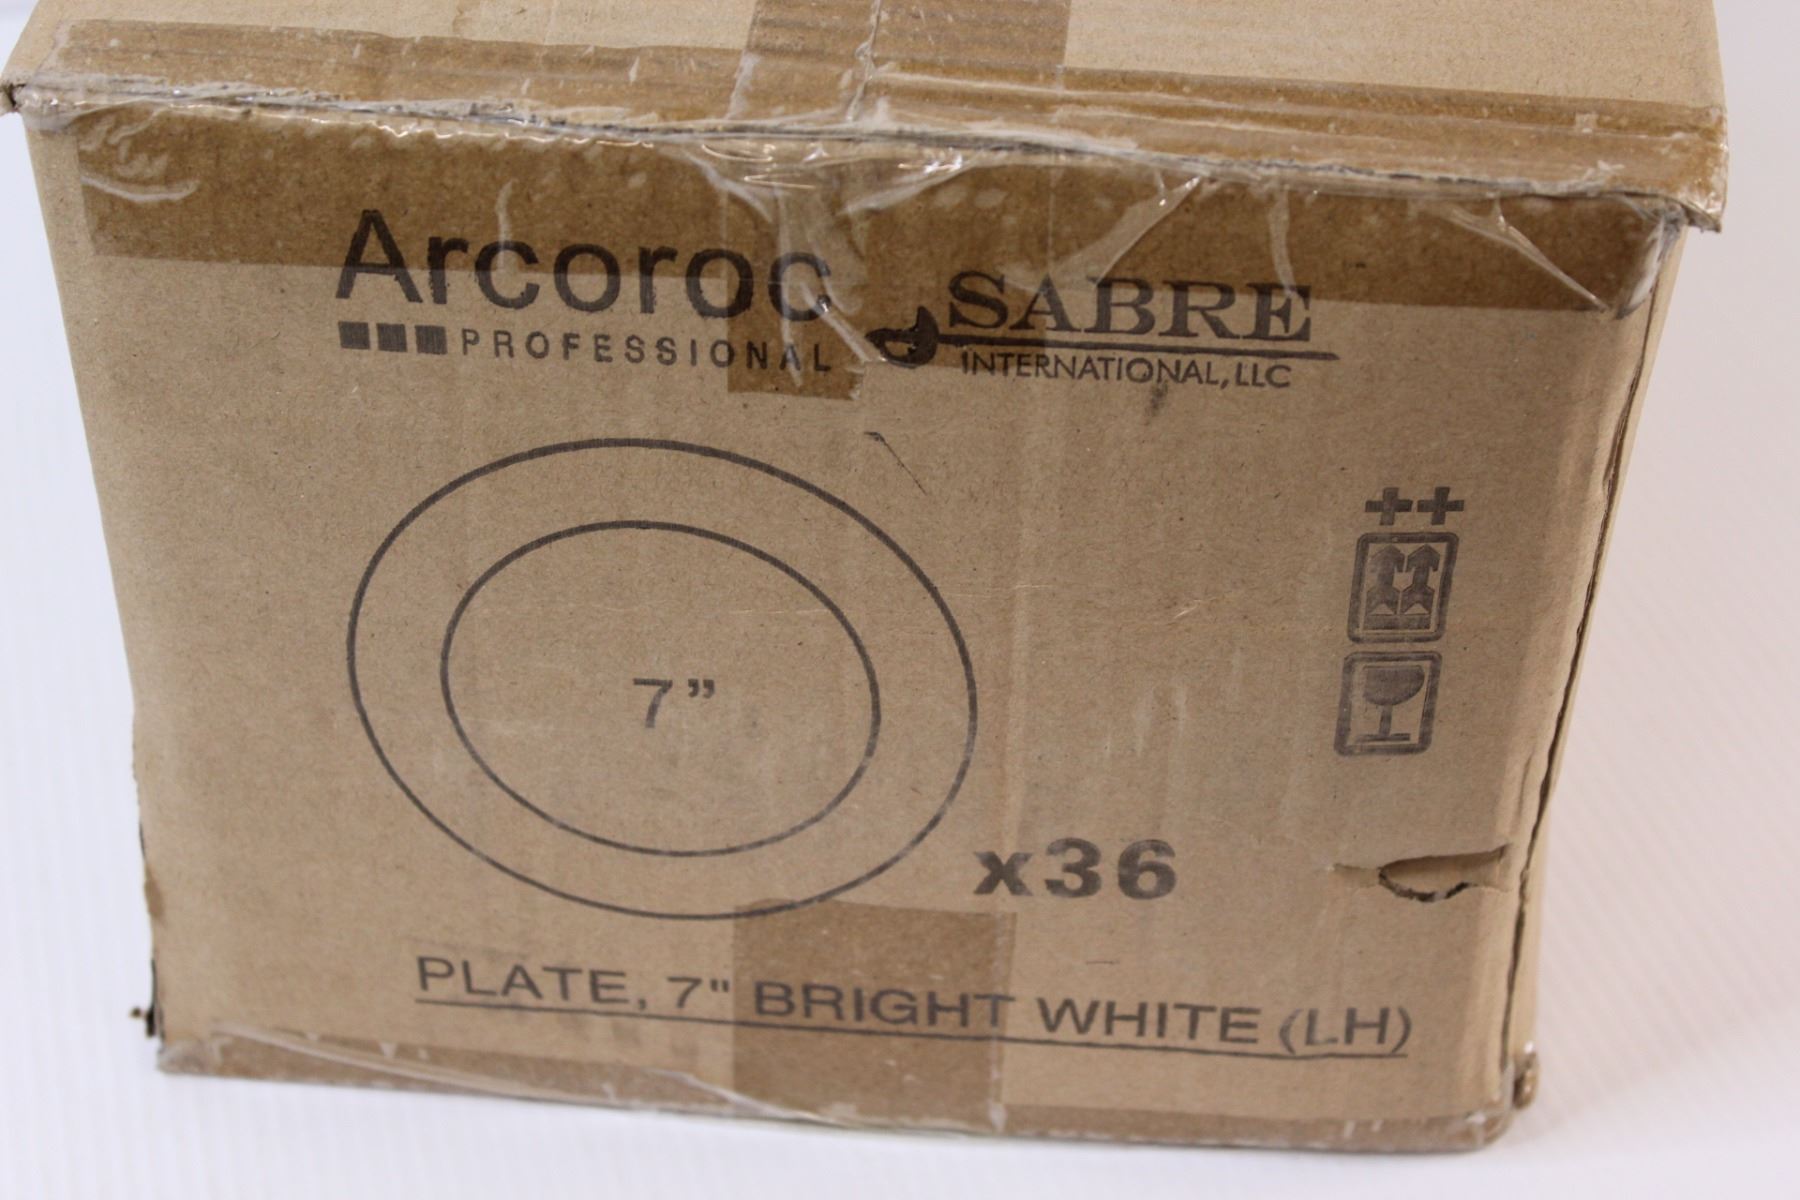 Arcoroc
PROFESSIONAL
SABRE
INTERNATIONAL, LLC
7”
x36
PLATE, 7" BRIGHT WHITE (LH)